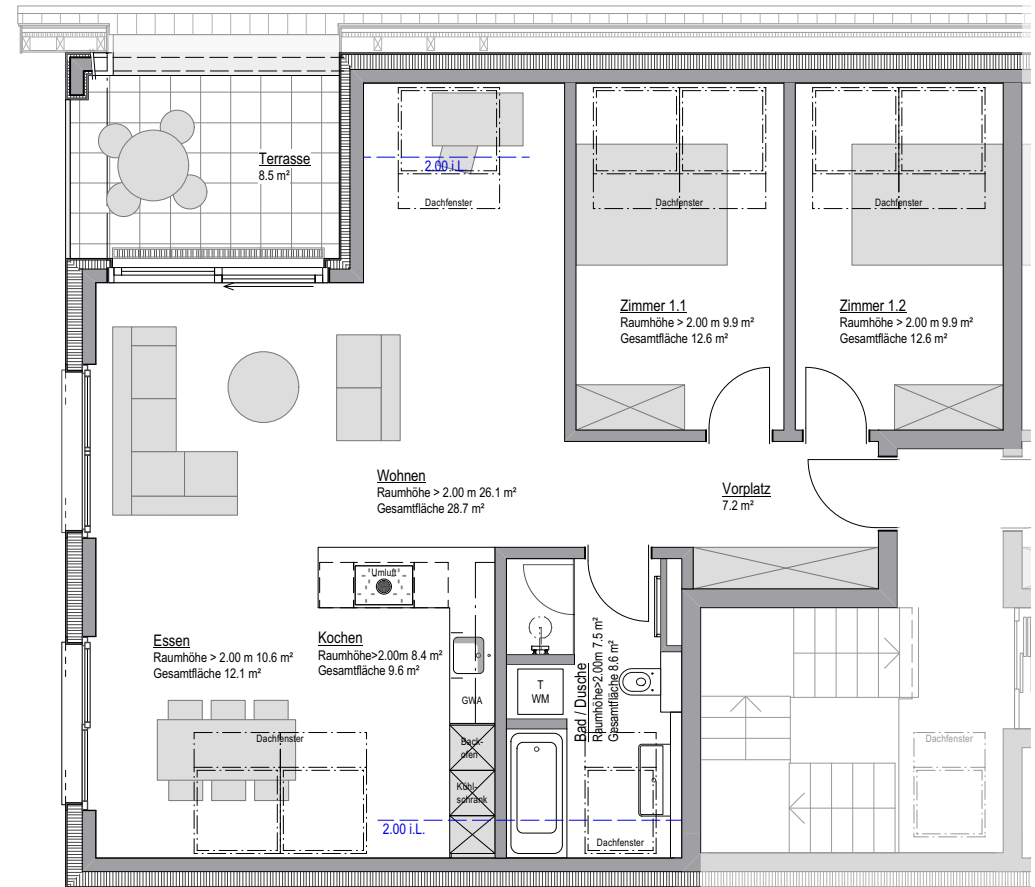 Terrasse
8.5 m²
2.00 i.L.
Dachfenster
Dachfenster
Dachfenster
Zimmer 1.1
Raumhöhe > 2.00 m 9.9 m²
Gesamtfläche 12.6 m²
Zimmer 1.2
Raumhöhe > 2.00 m 9.9 m²
Gesamtfläche 12.6 m²
Wohnen
Raumhöhe > 2.00 m 26.1 m²
Gesamtfläche 28.7 m²
Vorplatz
7.2 m²
Umluft
Essen
Raumhöhe > 2.00 m 10.6 m²
Gesamtfläche 12.1 m²
Kochen
Raumhöhe>2.00m 8.4 m²
Gesamtfläche 9.6 m²
GWA
T
WM
Bad / Dusche
Raumhöhe>2.00m 7.5 m²
Gesamtfläche 8.6 m²
Dachfenster
Back-
ofen
Kühl-
schrank
2.00 i.L.
Dachfenster
Dachfenster